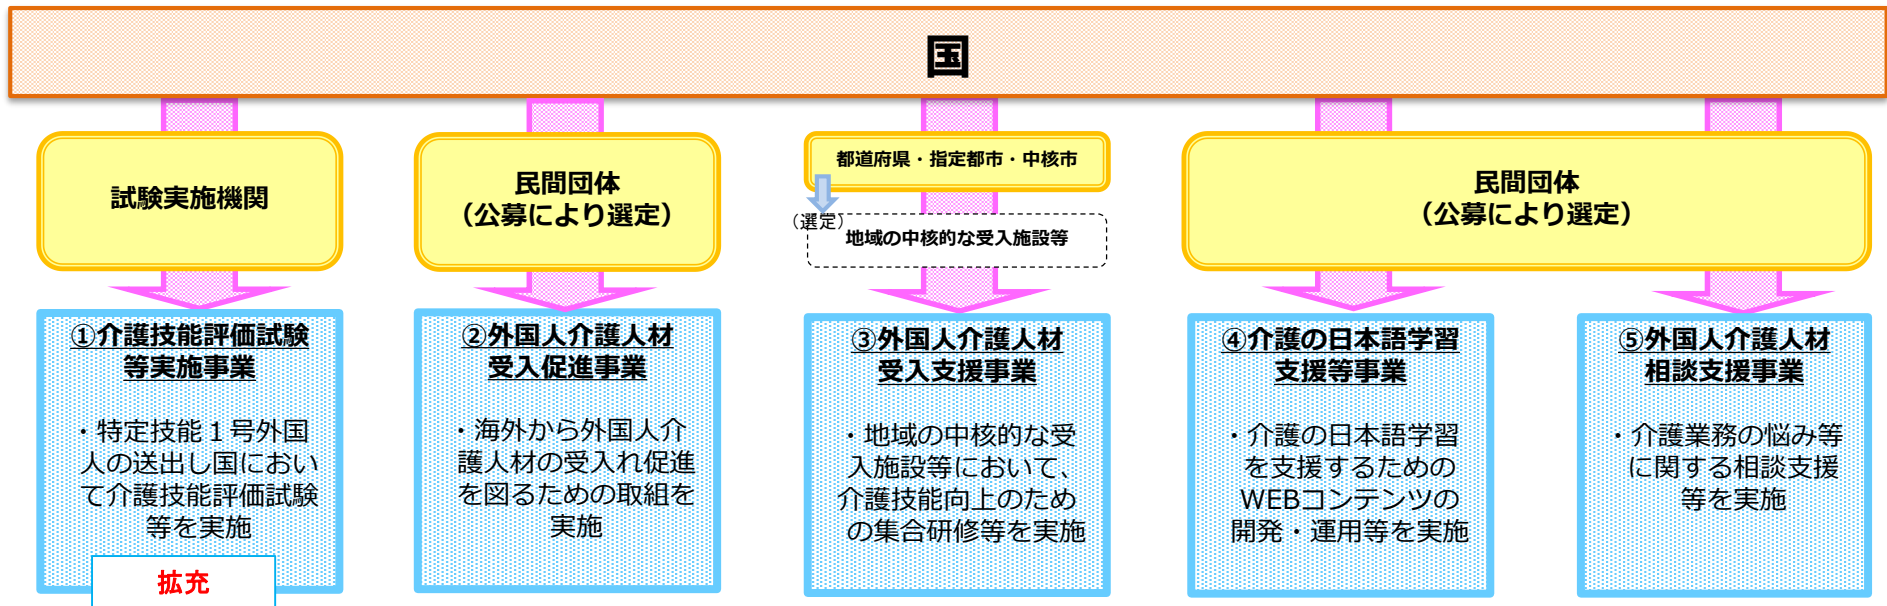 国
試験実施機関
①介護技能評価試験
等実施事業
・特定技能１号外国
人の送出し国におい
て介護技能評価試験
等を実施
拡充
民間団体
（公募により選定）
②外国人介護人材
受入促進事業
・海外から外国人介
護人材の受入れ促進
を図るための取組を
実施
都道府県・指定都市・中核市
（選定）
地域の中核的な受入施設等
③外国人介護人材
受入支援事業
・地域の中核的な受
入施設等において、
介護技能向上のため
の集合研修等を実施
民間団体
（公募により選定）
④介護の日本語学習
支援等事業
・介護の日本語学習
を支援するための
WEBコンテンツの
開発・運用等を実施
⑤外国人介護人材
相談支援事業
・介護業務の悩み等
に関する相談支援
等を実施